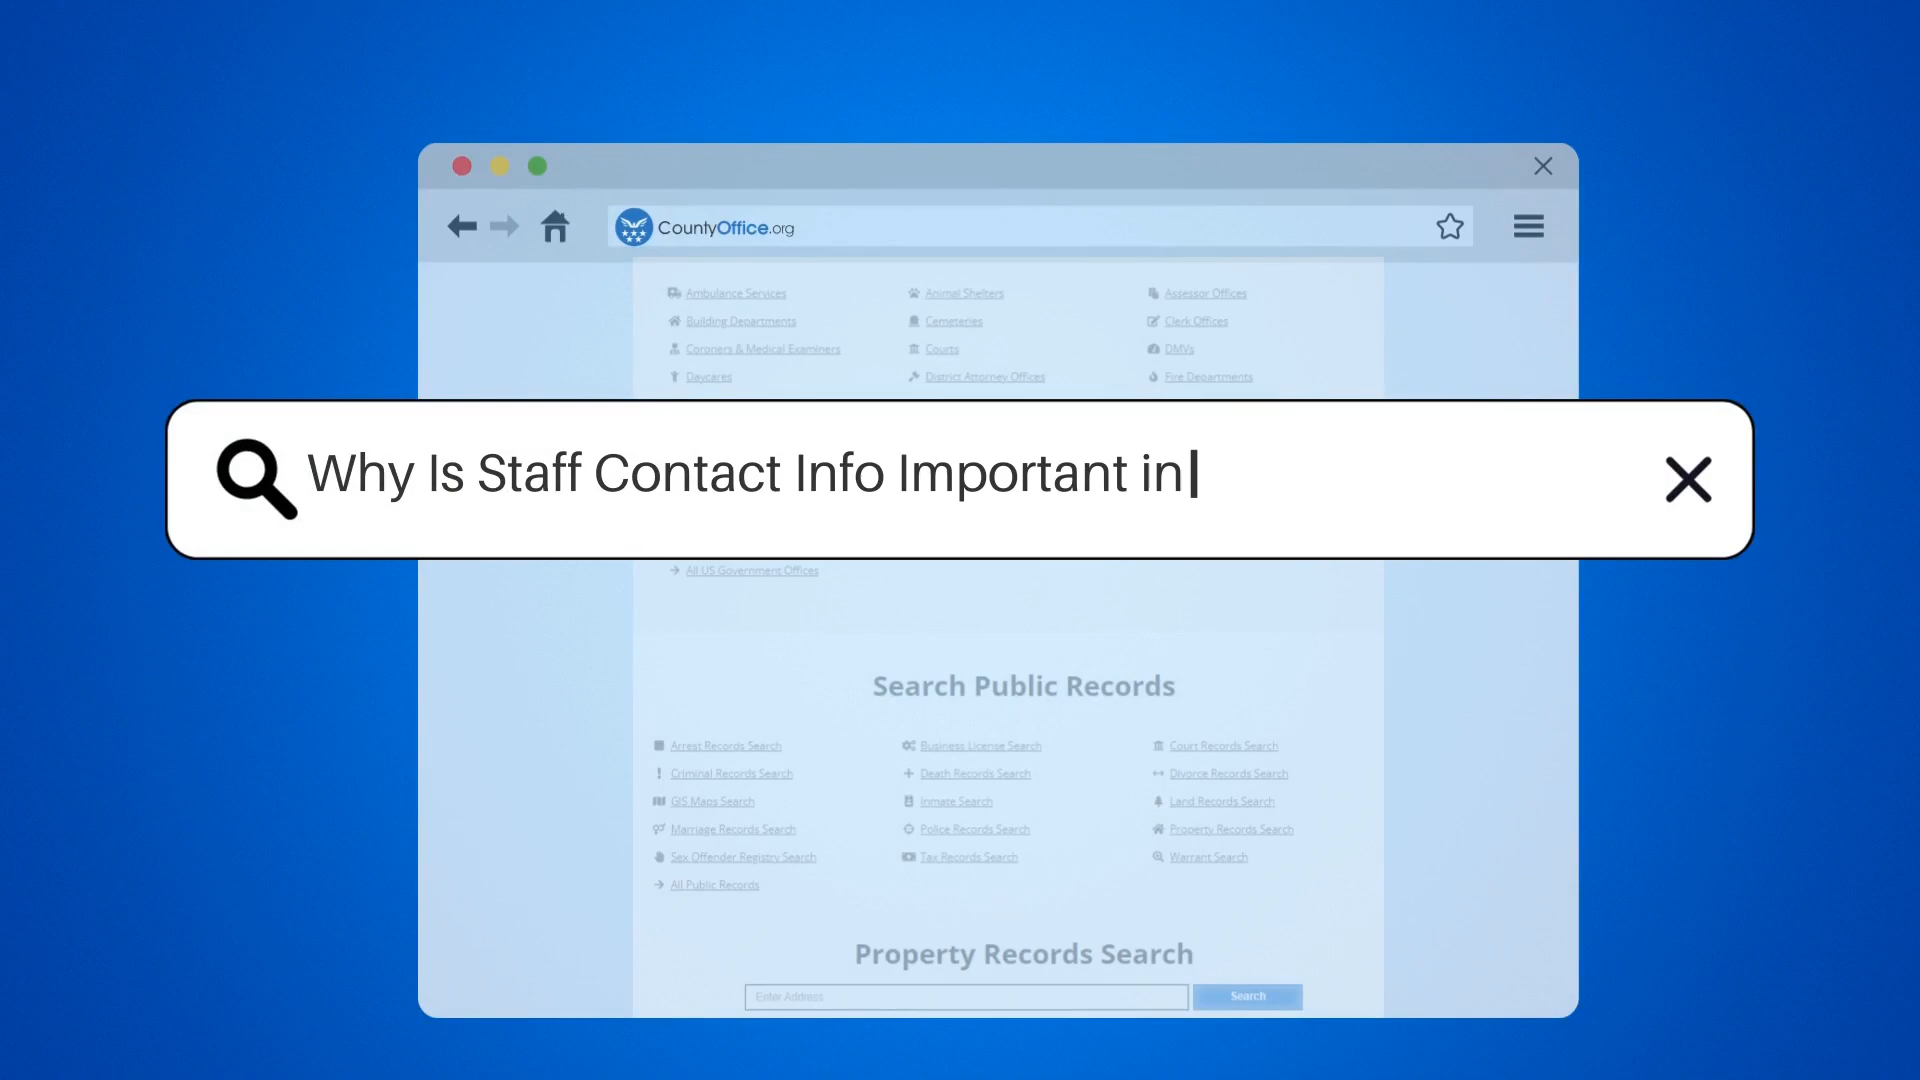 CountyOffice.org
Ambulance Services Animal Shelters Assessor Offices
Building Departments Cemeteries Clerk Offices
Coroners & Medical Examiners Courts DMVs
Daycares District Attorney Offices Fire Departments
Why Is Staff Contact Info Important in
All US Government Offices
Search Public Records
Arrest Records Search Business License Search Court Records Search
Criminal Records Search Death Records Search Divorce Records Search
GIS Maps Search Inmate Search Land Records Search
Marriage Records Search Police Records Search Property Records Search
Sex Offender Registry Search Tax Records Search Warrant Search
All Public Records
Property Records Search
Enter Address Search